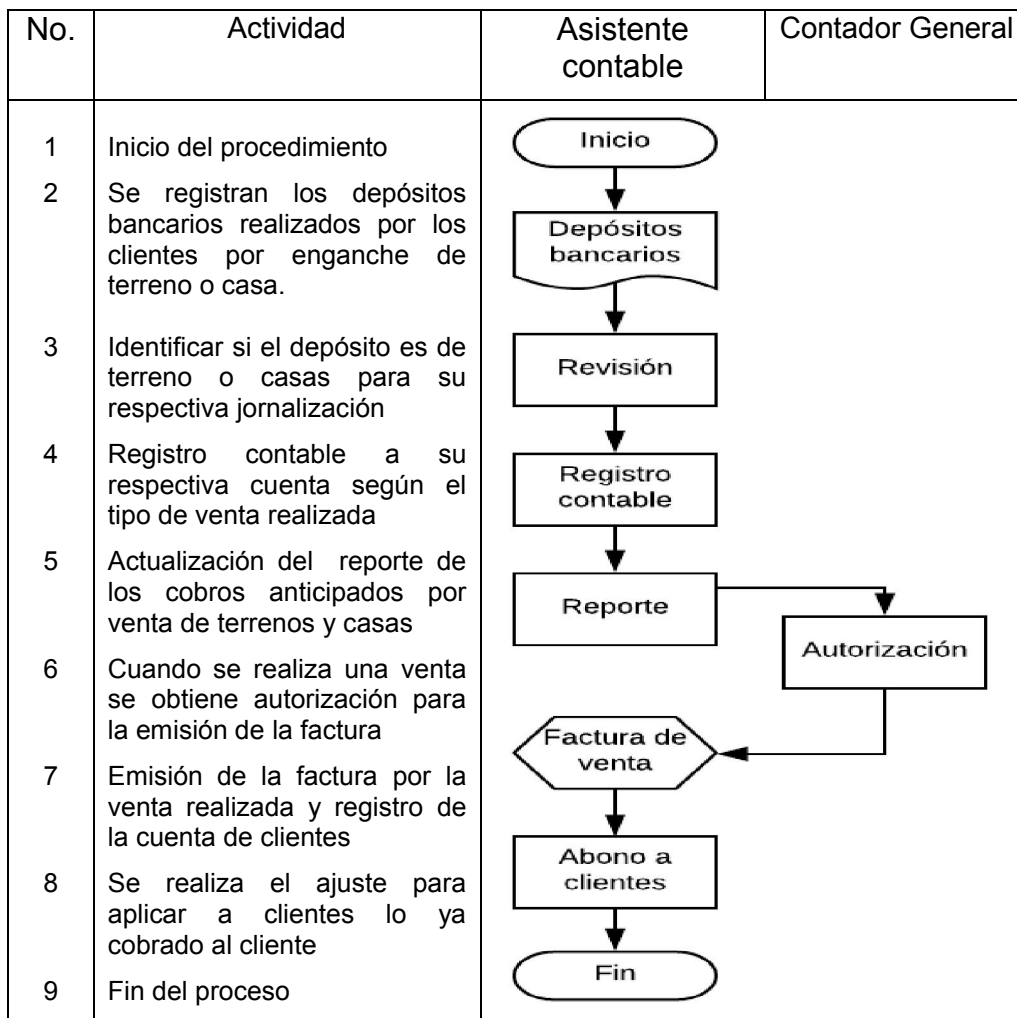 No.
Actividad
Asistente
contable
Contador General
1
Inicio del procedimiento
Inicio
2
Se registran los depósitos
bancarios realizados por los
clientes por enganche de
terreno o casa.
Depósitos
bancarios
3
Identificar si el depósito es de
terreno o casas para su
respectiva jornalización
Revisión
4
Registro contable a su
respectiva cuenta según el
tipo de venta realizada
Registro
contable
5
Actualización del reporte de
los cobros anticipados por
venta de terrenos y casas
Reporte
6
Cuando se realiza una venta
se obtiene autorización para
la emisión de la factura
Autorización
7
Emisión de la factura por la
venta realizada y registro de
la cuenta de clientes
Factura de
venta
8
Se realiza el ajuste para
aplicar a clientes lo ya
cobrado al cliente
Abono a
clientes
9
Fin del proceso
Fin